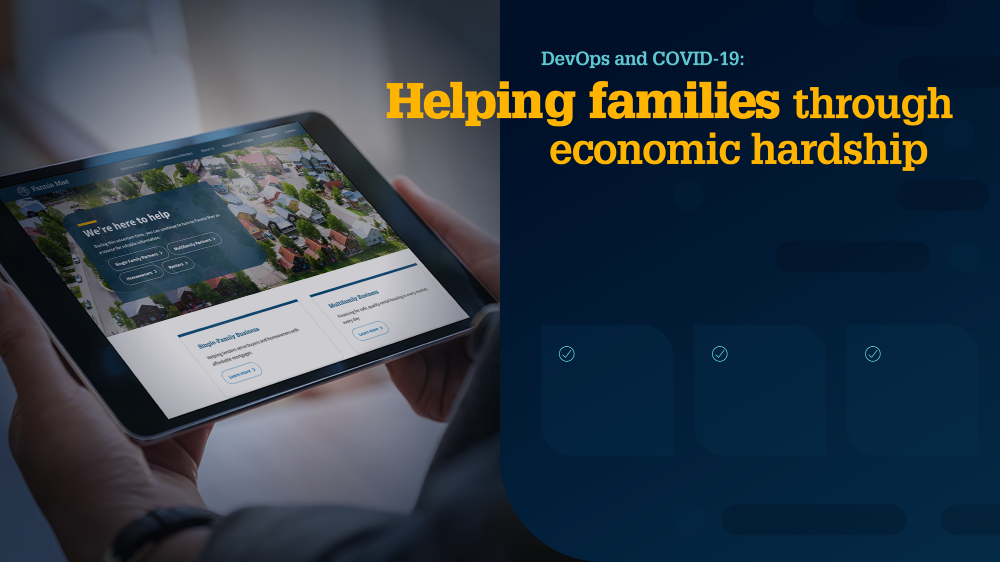 DevOps and COVID-19:
Helping families through
economic hardship
Business Partners
Homeowners & Renters
About Us
Research and Insights
Newsroom
Careers
Fannie Mae
We're here to help
During this uncertain time, you can continue to turn to Fannie Mae as
a source for reliable information.
Single Family Partners
Multifamily Partners
Homeowners
Renters
Single-Family Business
Helping lenders serve buyers and homeowners with
affordable mortgages
Learn more
Multifamily Business
Financing for safe, quality rental housing in every market,
every day
Learn more